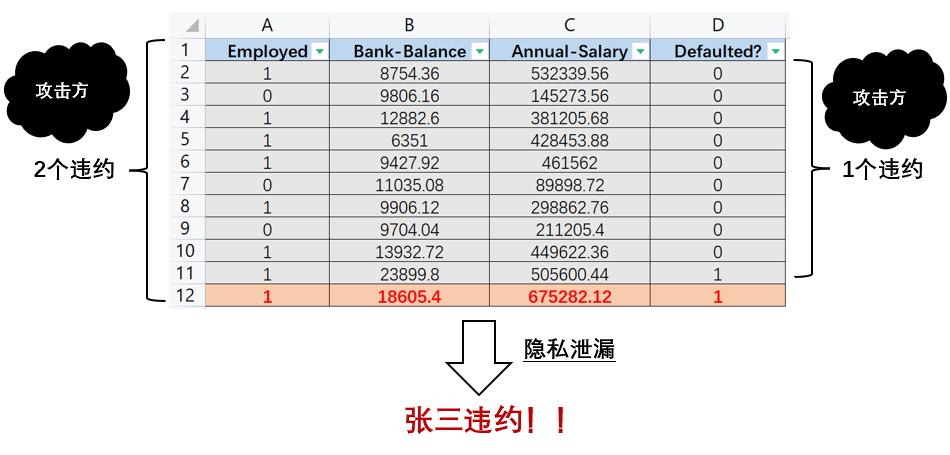 A B C D
1 Employed Bank-Balance Annual-Salary Defaulted?
2 1 8754.36 532339.56 0
3 0 9806.16 145273.56 0
4 1 12882.6 381205.68 0
5 1 6351 428453.88 0
6 1 9427.92 461562 0
7 0 11035.08 89898.72 0
8 1 9906.12 298862.76 0
9 0 9704.04 211205.4 0
10 1 13932.72 449622.36 0
11 1 23899.8 505600.44 1
12 1 18605.4 675282.12 1
攻击方
2个违约
攻击方
1个违约
隐私泄漏
张三违约！！